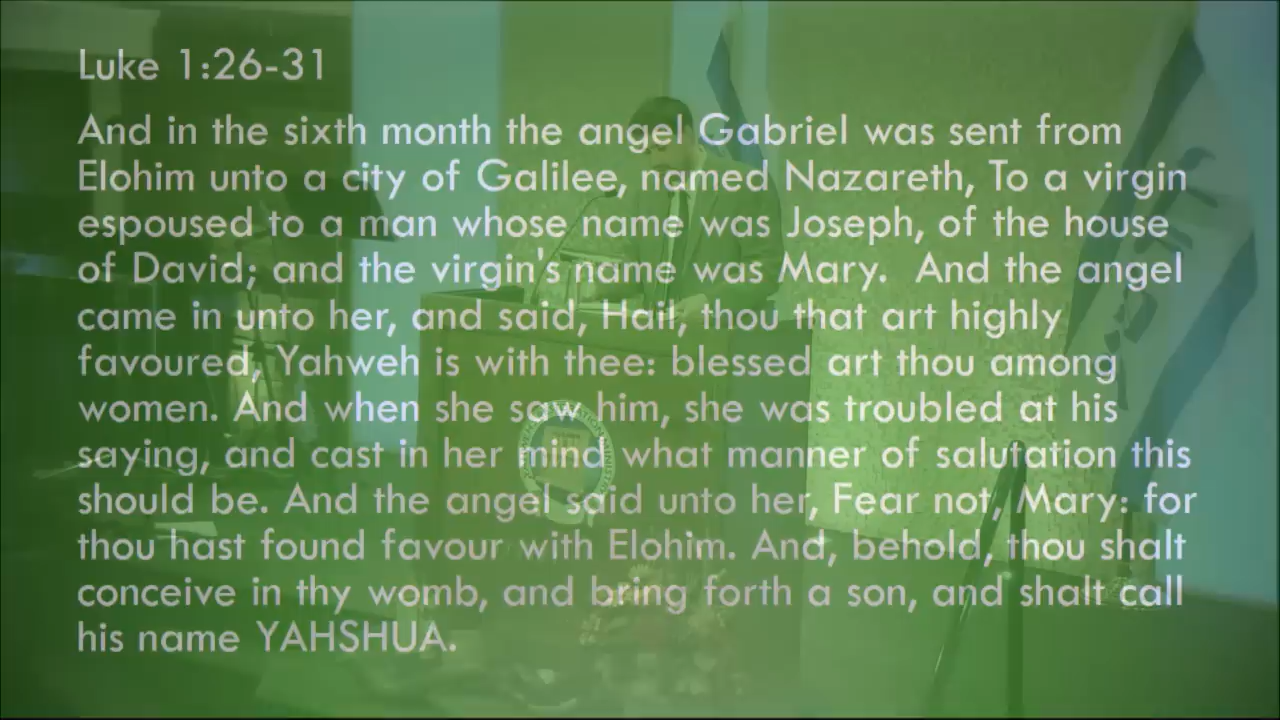 Luke 1:26-31
And in the sixth month the angel Gabriel was sent from
Elohim unto a city of Galilee, named Nazareth, To a virgin
espoused to a man whose name was Joseph, of the house
of David; and the virgin's name was Mary.  And the angel
came in unto her, and said, Hail, thou that art highly
favoured, Yahweh is with thee: blessed art thou among
women. And when she saw him, she was troubled at his
saying, and cast in her mind what manner of salutation this
should be. And the angel said unto her, Fear not, Mary: for
thou hast found favour with Elohim. And, behold, thou shalt
conceive in thy womb, and bring forth a son, and shalt call
his name YAHSHUA.